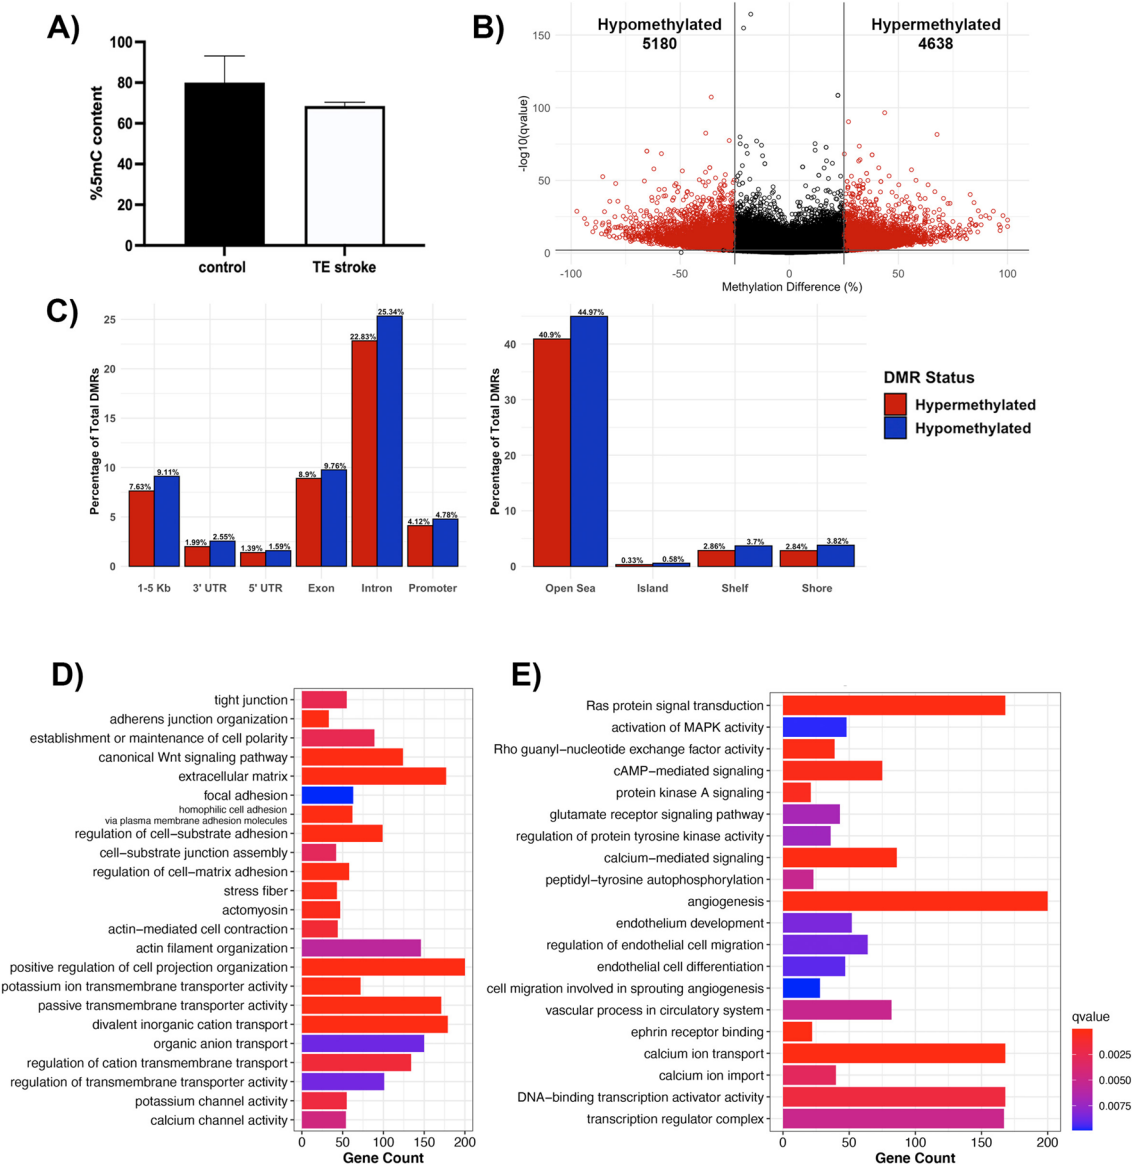 A)
%5mC content
100
80
60
40
20
0
control
TE stroke
B)
Hypomethylated
5180
Hypermethylated
4638
-log10(qvalue)
150
100
50
0
-100
-50
0
50
100
Methylation Difference (%)
C)
Percentage of Total DMRs
25
20
15
10
5
0
7.63%
9.11%
1.99%
2.55%
1.39%
1.59%
8.9%
9.76%
22.83%
25.34%
4.12%
4.78%
1-5 Kb
3' UTR
5' UTR
Exon
Intron
Promoter
Percentage of Total DMRs
40
30
20
10
0
40.9%
44.97%
0.33%
0.58%
2.86%
3.7%
2.84%
3.82%
Open Sea
Island
Shelf
Shore
DMR Status
Hypermethylated
Hypomethylated
D)
tight junction
adherens junction organization
establishment or maintenance of cell polarity
canonical Wnt signaling pathway
extracellular matrix
focal adhesion
homophilic cell adhesion
via plasma membrane adhesion molecules
regulation of cell−substrate adhesion
cell−substrate junction assembly
regulation of cell−matrix adhesion
stress fiber
actomyosin
actin−mediated cell contraction
actin filament organization
positive regulation of cell projection organization
potassium ion transmembrane transporter activity
passive transmembrane transporter activity
divalent inorganic cation transport
organic anion transport
regulation of cation transmembrane transport
regulation of transmembrane transporter activity
potassium channel activity
calcium channel activity
0
50
100
150
200
Gene Count
E)
Ras protein signal transduction
activation of MAPK activity
Rho guanyl−nucleotide exchange factor activity
cAMP−mediated signaling
protein kinase A signaling
glutamate receptor signaling pathway
regulation of protein tyrosine kinase activity
calcium−mediated signaling
peptidyl−tyrosine autophosphorylation
angiogenesis
endothelium development
regulation of endothelial cell migration
endothelial cell differentiation
cell migration involved in sprouting angiogenesis
vascular process in circulatory system
ephrin receptor binding
calcium ion transport
calcium ion import
DNA−binding transcription activator activity
transcription regulator complex
0
50
100
150
200
Gene Count
qvalue
0.0025
0.0050
0.0075